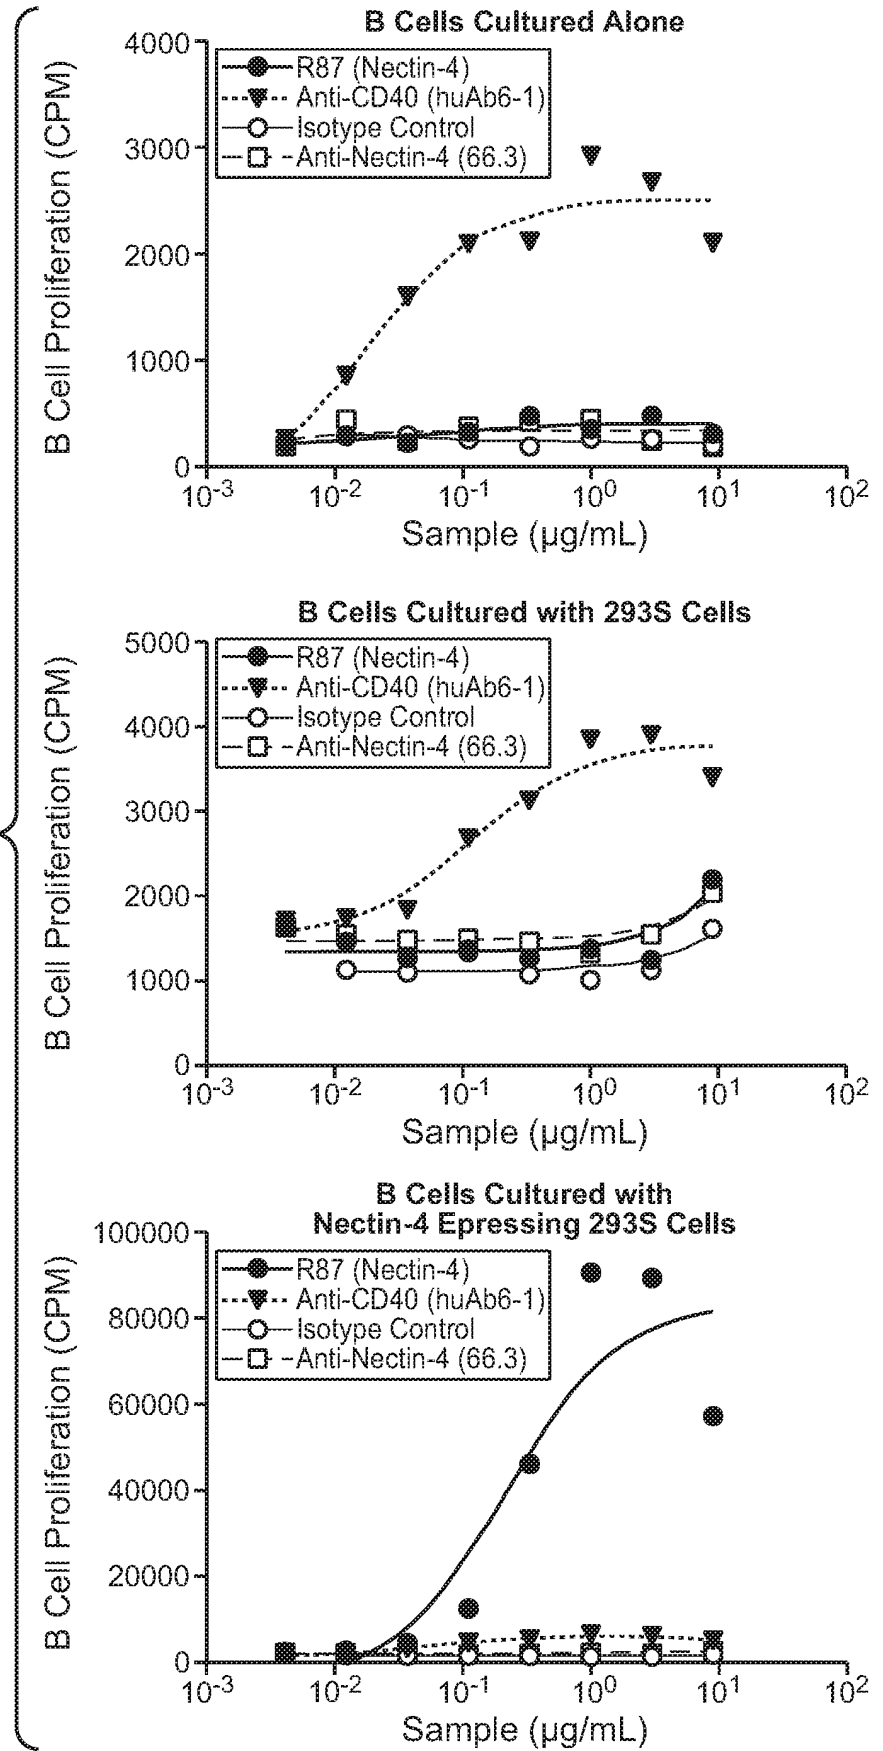 B Cells Cultured Alone
B Cell Proliferation (CPM)
4000
3000
2000
1000
0
R87 (Nectin-4)
Anti-CD40 (huAb6-1)
Isotype Control
Anti-Nectin-4 (66.3)
10-3 10-2 10-1 100 101 102
Sample (µg/mL)
B Cells Cultured with 293S Cells
B Cell Proliferation (CPM)
5000
4000
3000
2000
1000
0
R87 (Nectin-4)
Anti-CD40 (huAb6-1)
Isotype Control
Anti-Nectin-4 (66.3)
10-3 10-2 10-1 100 101 102
Sample (µg/mL)
B Cells Cultured with
Nectin-4 Epressing 293S Cells
B Cell Proliferation (CPM)
100000
80000
60000
40000
20000
0
R87 (Nectin-4)
Anti-CD40 (huAb6-1)
Isotype Control
Anti-Nectin-4 (66.3)
10-3 10-2 10-1 100 101 102
Sample (µg/mL)